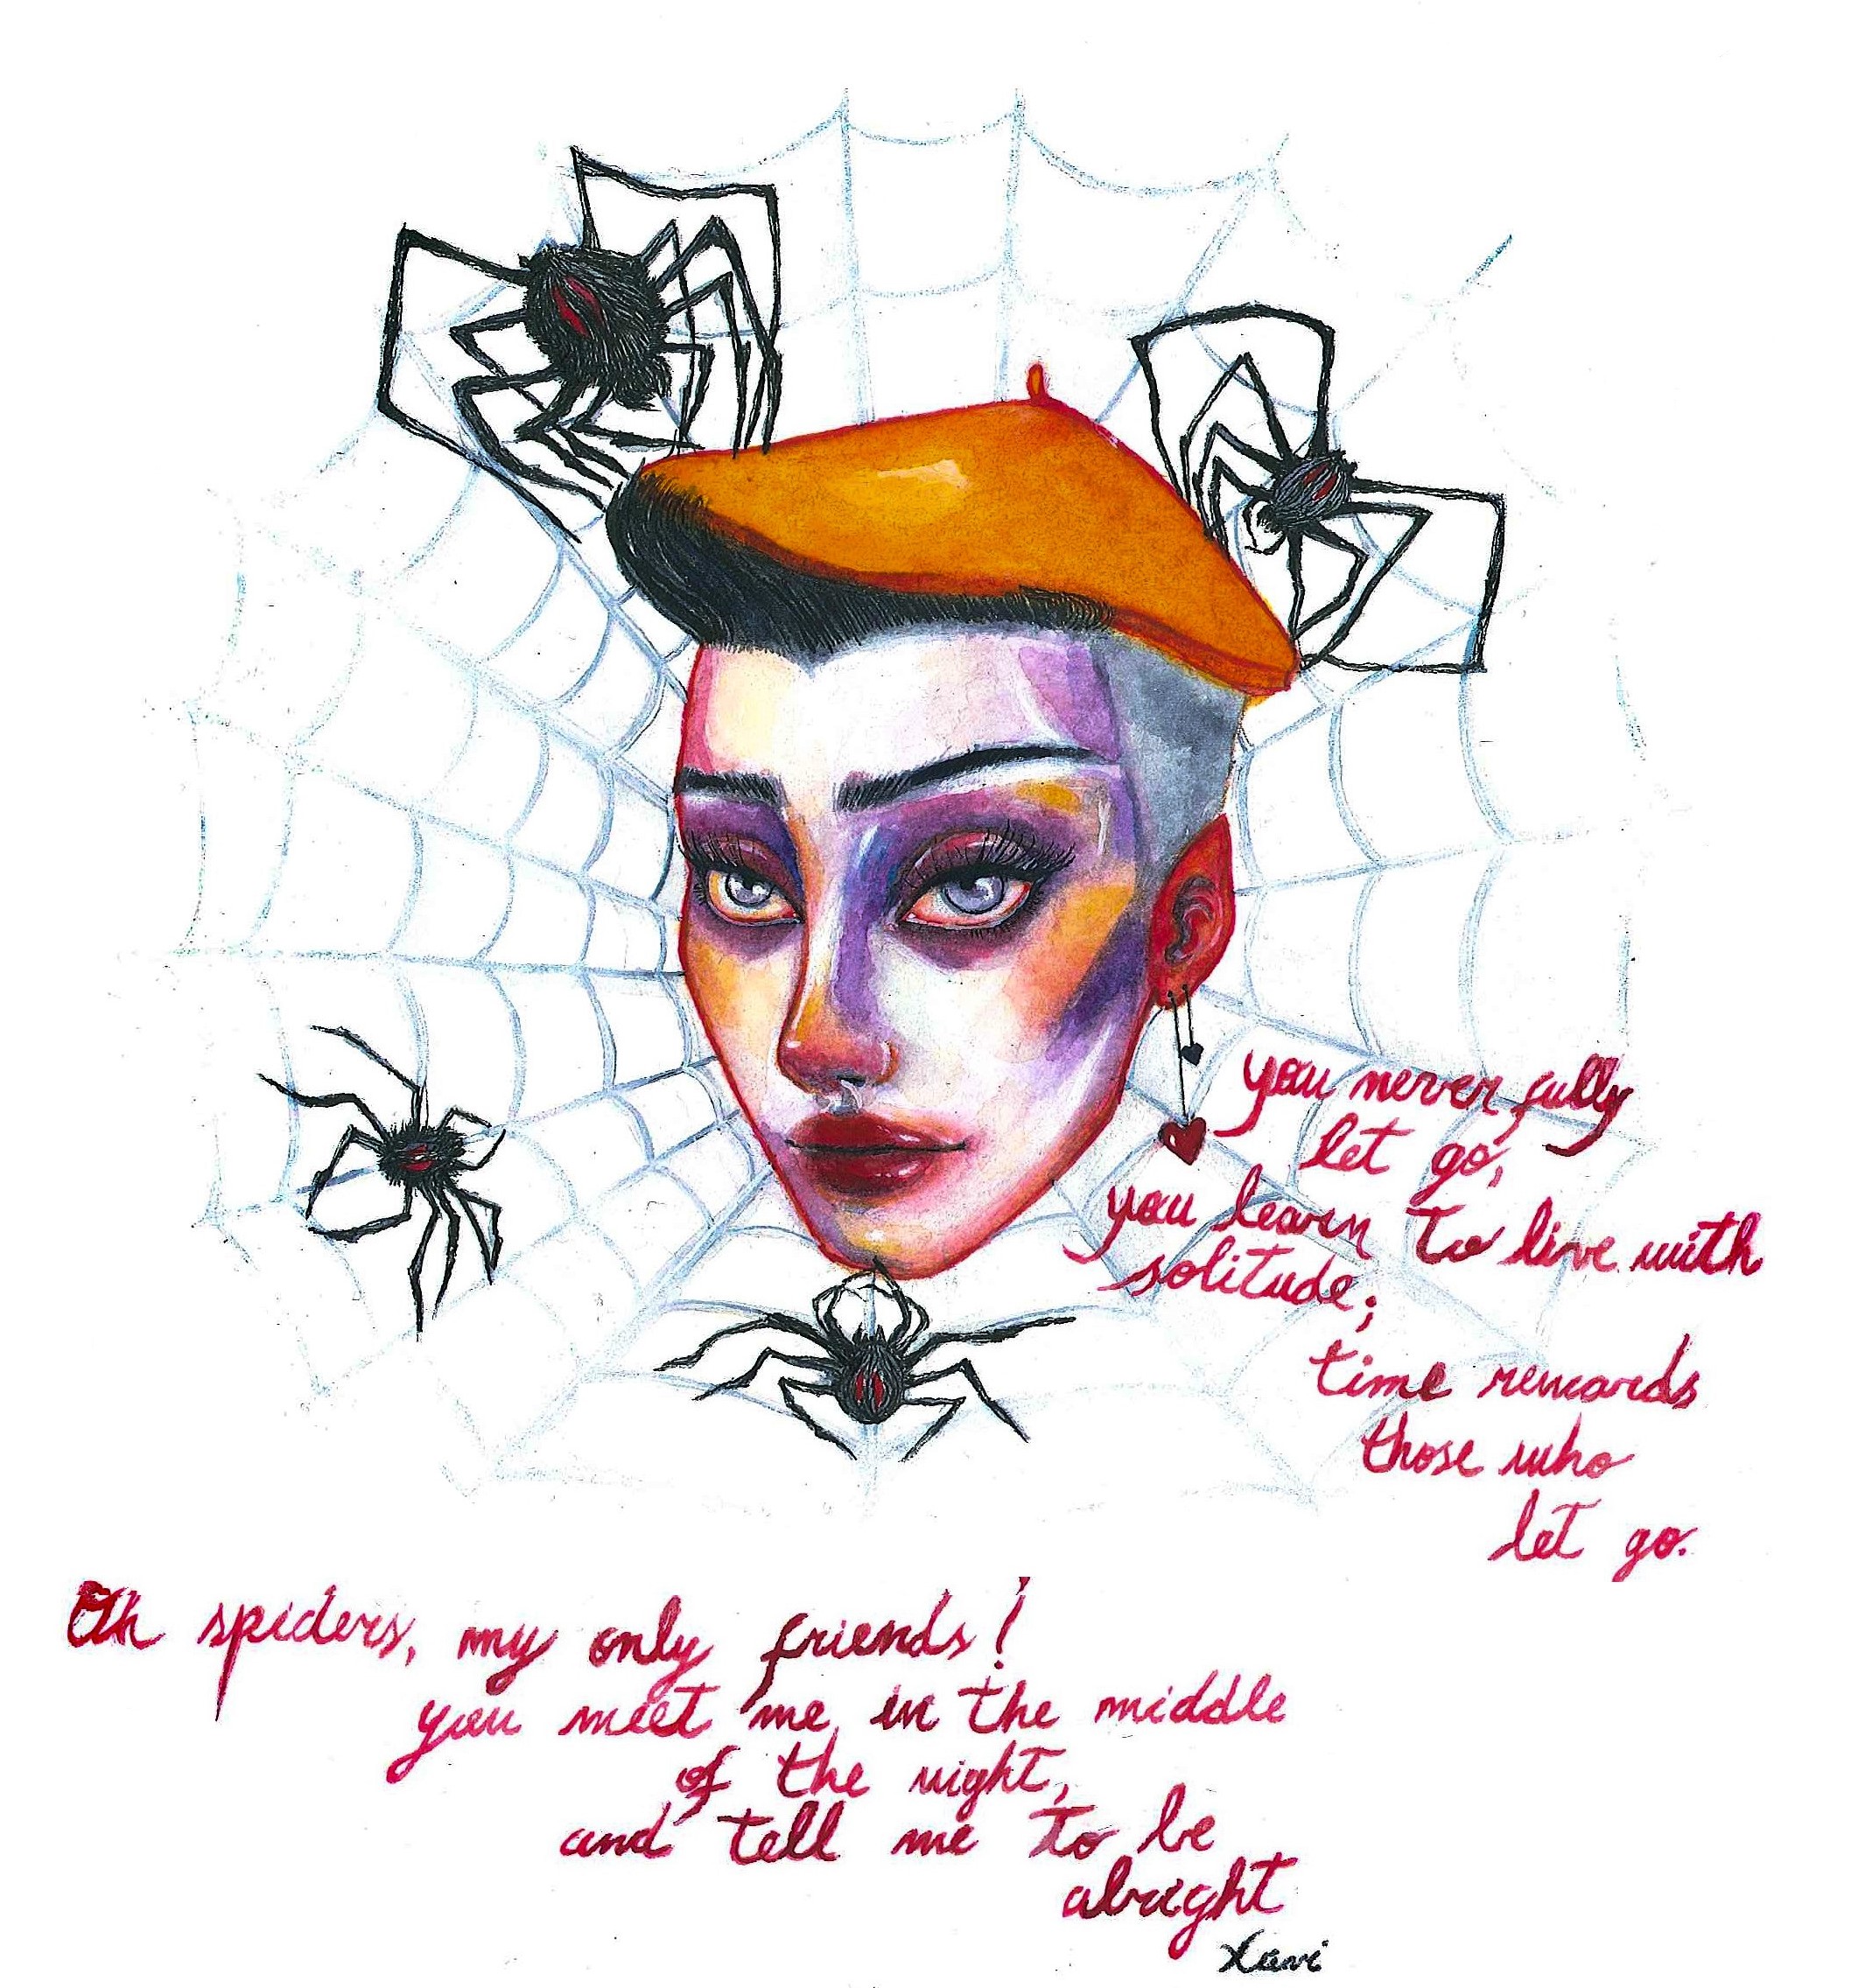 you never fully
let go,
you learn to live with
solitude;
time rewards
those who
let go.
Oh spiders, my only friends!
you meet me in the middle
of the night,
and tell me to be
alright
Xavi